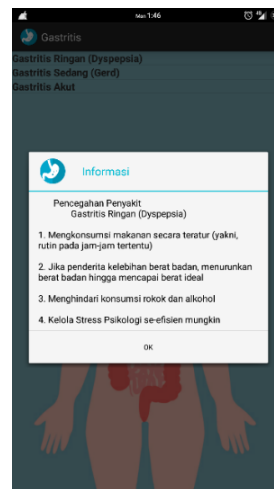 1:46
Gastritis
Gastritis Ringan (Dyspepsia)
Gastritis Sedang (Gerd)
Gastritis Akut
Informasi
Pencegahan Penyakit
Gastritis Ringan (Dyspepsia)
1. Mengkonsumsi makanan secara teratur (yakni,
rutin pada jam-jam tertentu)
2. Jika penderita kelebihan berat badan, menurunkan
berat badan hingga mencapai berat ideal
3. Menghindari konsumsi rokok dan alkohol
4. Kelola Stress Psikologi se-efisien mungkin
OK